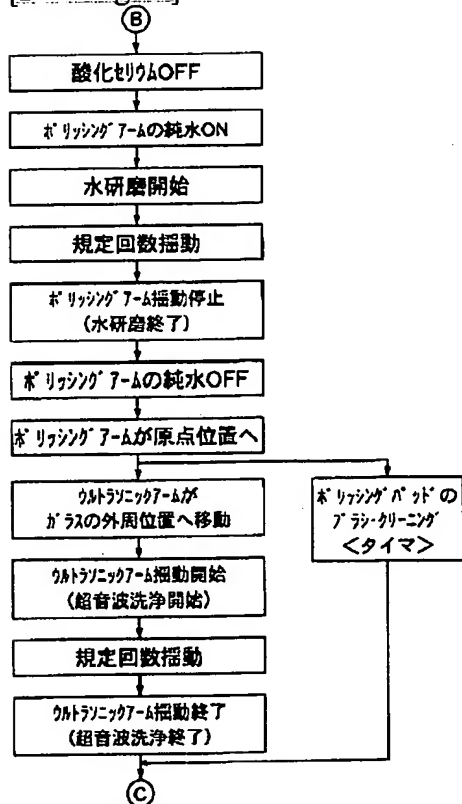 B
酸化セリウムOFF
ポリッシングアームの純水ON
水研磨開始
規定回数揺動
ポリッシングアーム揺動停止
(水研磨終了)
ポリッシングアームの純水OFF
ポリッシングアームが原点位置へ
ウルトラソニックアームが
ガラスの外周位置へ移動
ポリッシングパッドの
ブラシ・クリーニング
<タイマ>
ウルトラソニックアーム揺動開始
(超音波洗浄開始)
規定回数揺動
ウルトラソニックアーム揺動終了
(超音波洗浄終了)
C